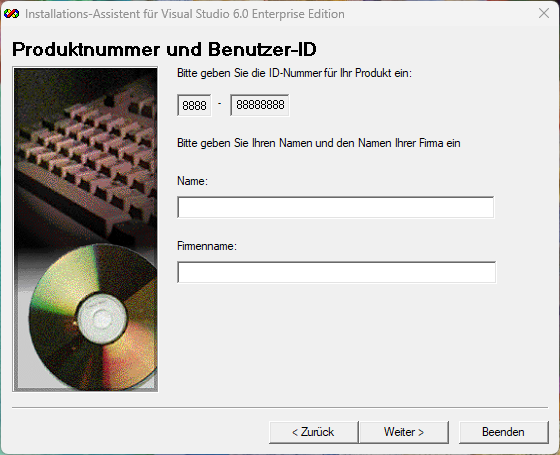 Installations-Assistent für Visual Studio 6.0 Enterprise Edition
Produktnummer und Benutzer-ID
Bitte geben Sie die ID-Nummer für Ihr Produkt ein:
8888 - 88888888
Bitte geben Sie Ihren Namen und den Namen Ihrer Firma ein
Name:
Firmenname:
< Zurück Weiter > Beenden